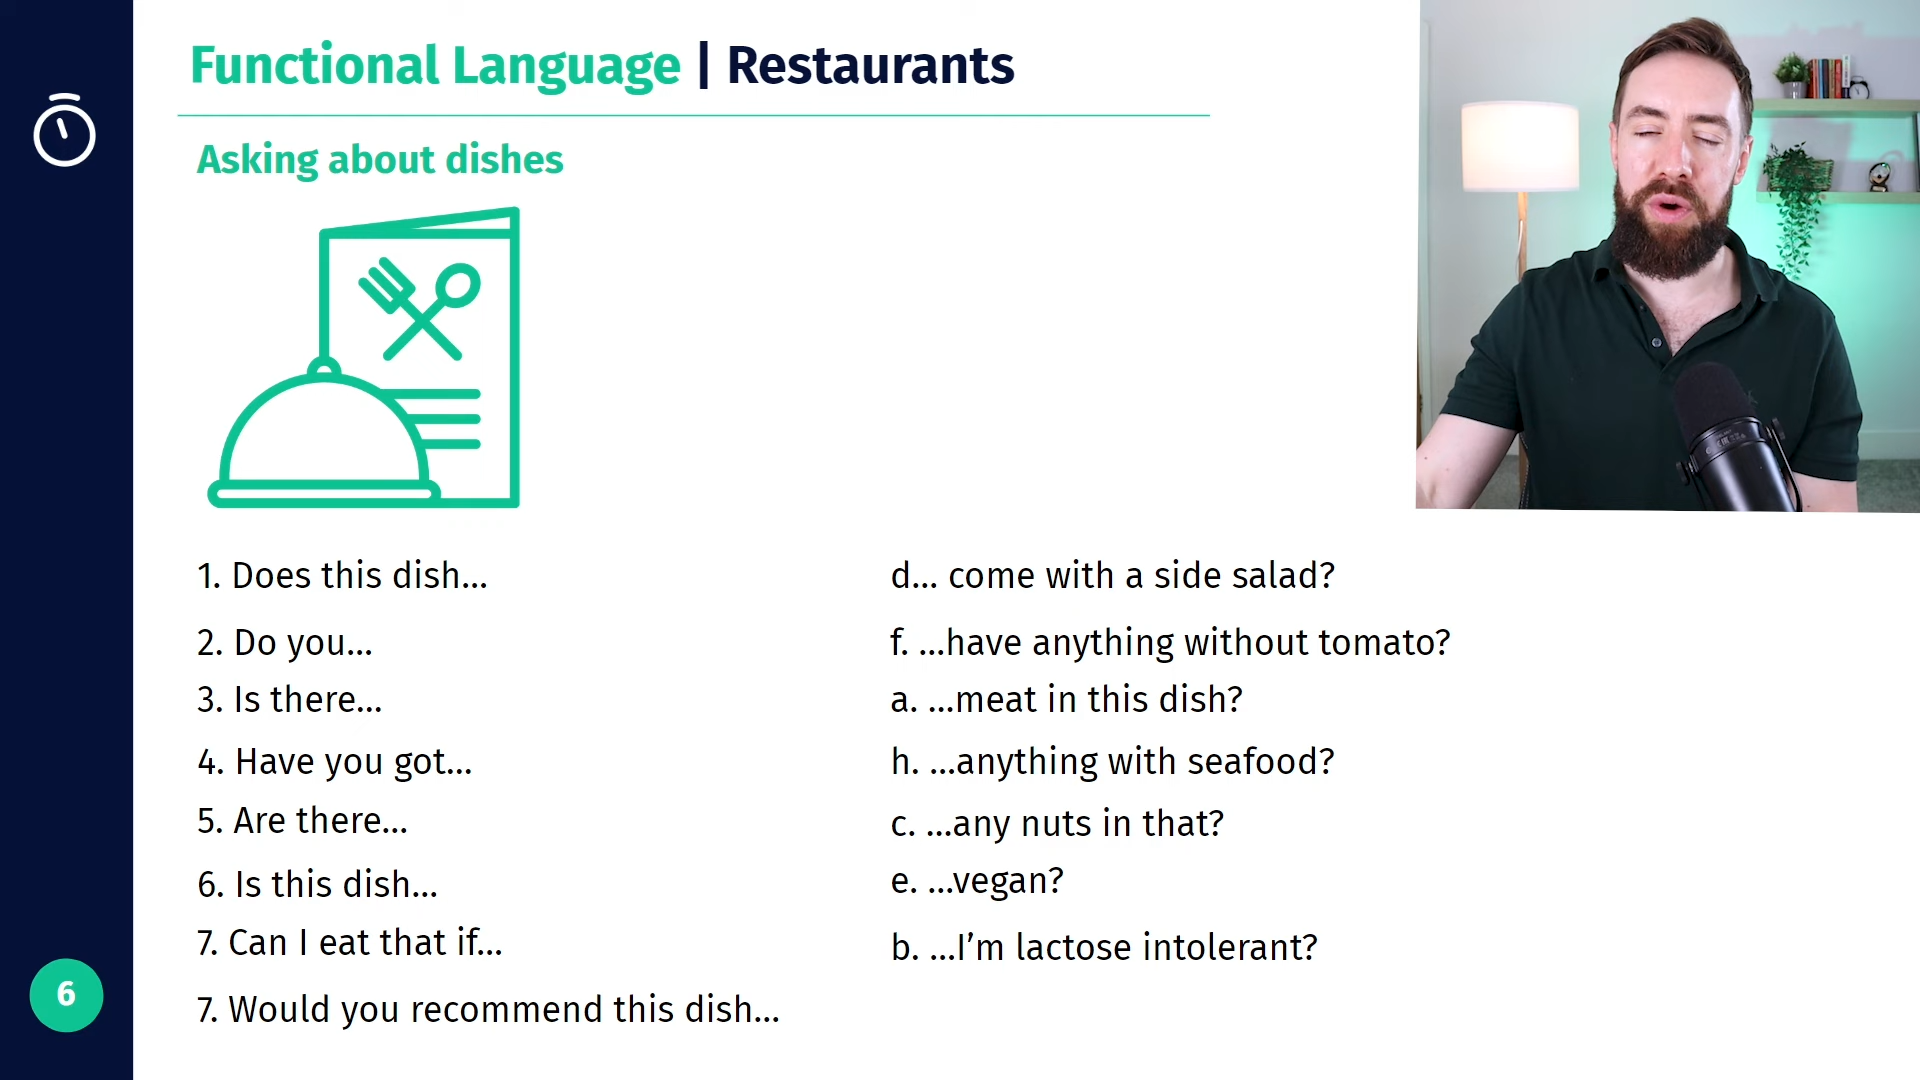 Functional Language | Restaurants
Asking about dishes
1. Does this dish...
d... come with a side salad?
2. Do you...
f. ...have anything without tomato?
3. Is there...
a. ...meat in this dish?
4. Have you got...
h. ...anything with seafood?
5. Are there...
c. ...any nuts in that?
6. Is this dish...
e. ...vegan?
7. Can I eat that if...
b. ...I’m lactose intolerant?
7. Would you recommend this dish...
6